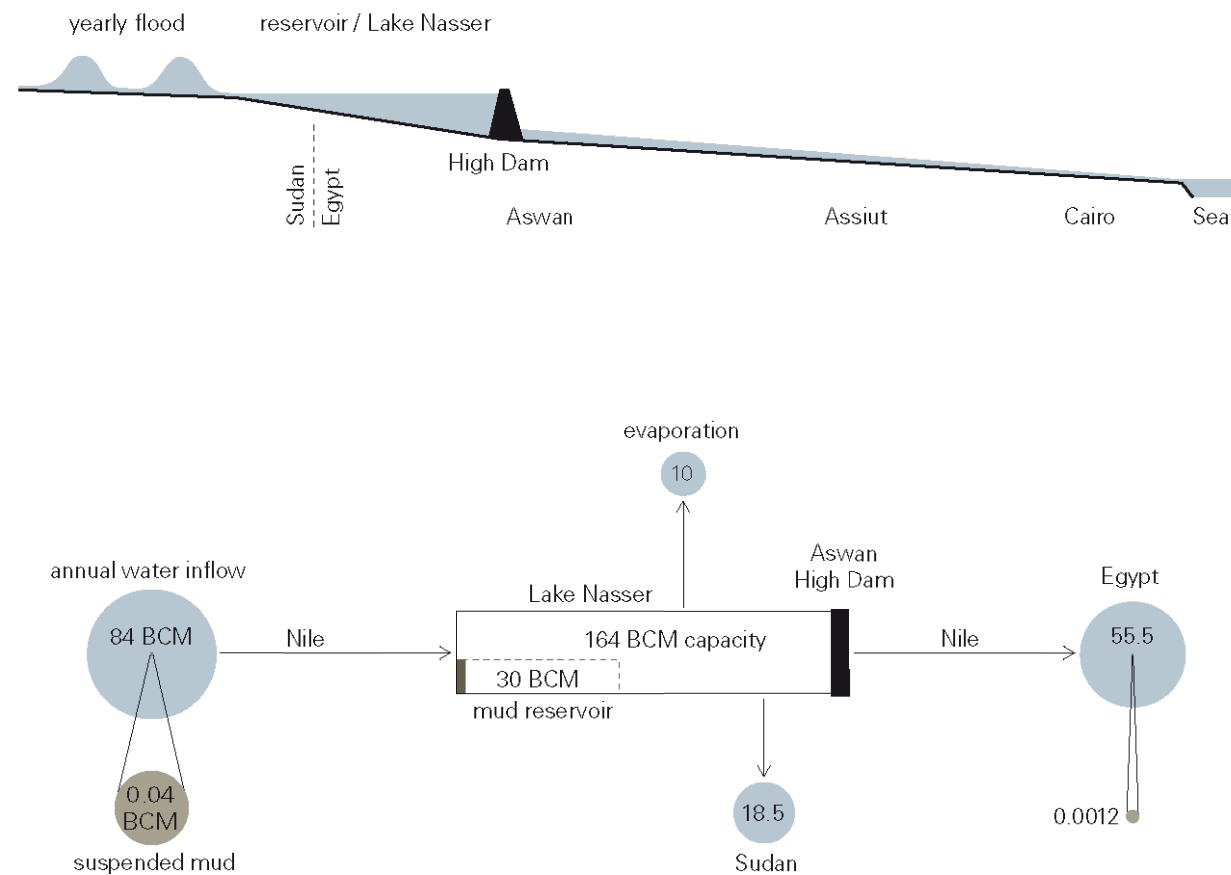 yearly flood
reservoir / Lake Nasser
High Dam
Sudan
Egypt
Aswan
Assiut
Cairo
Sea
evaporation
10
annual water inflow
84 BCM
Nile
Lake Nasser
Aswan
High Dam
164 BCM capacity
30 BCM
mud reservoir
Nile
Egypt
55.5
0.04
BCM
suspended mud
18.5
Sudan
0.0012